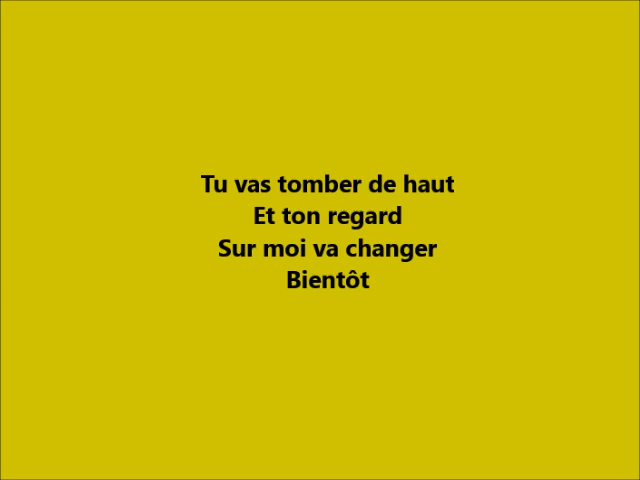 Tu vas tomber de haut
Et ton regard
Sur moi va changer
Bientôt